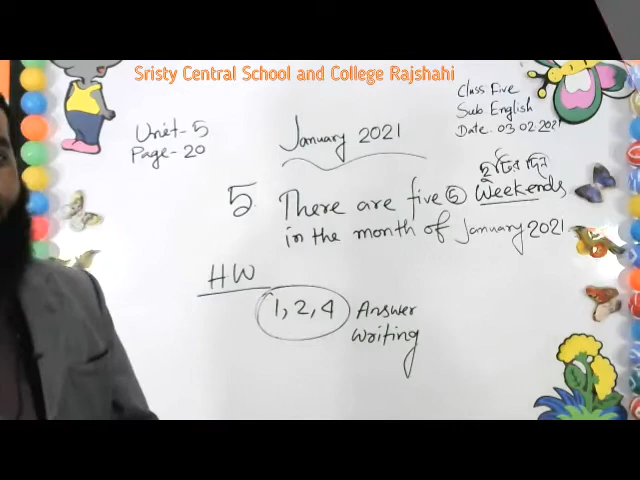 Sristy Central School and College Rajshahi
Class Five
Sub English
Date. 03.02.2021
Unit-5
Page-20
January 2021
ছুটির দিন
5 There are five ⑤ Weekends,
in the month of January 2021
HW
1, 2, 4 Answer
writing